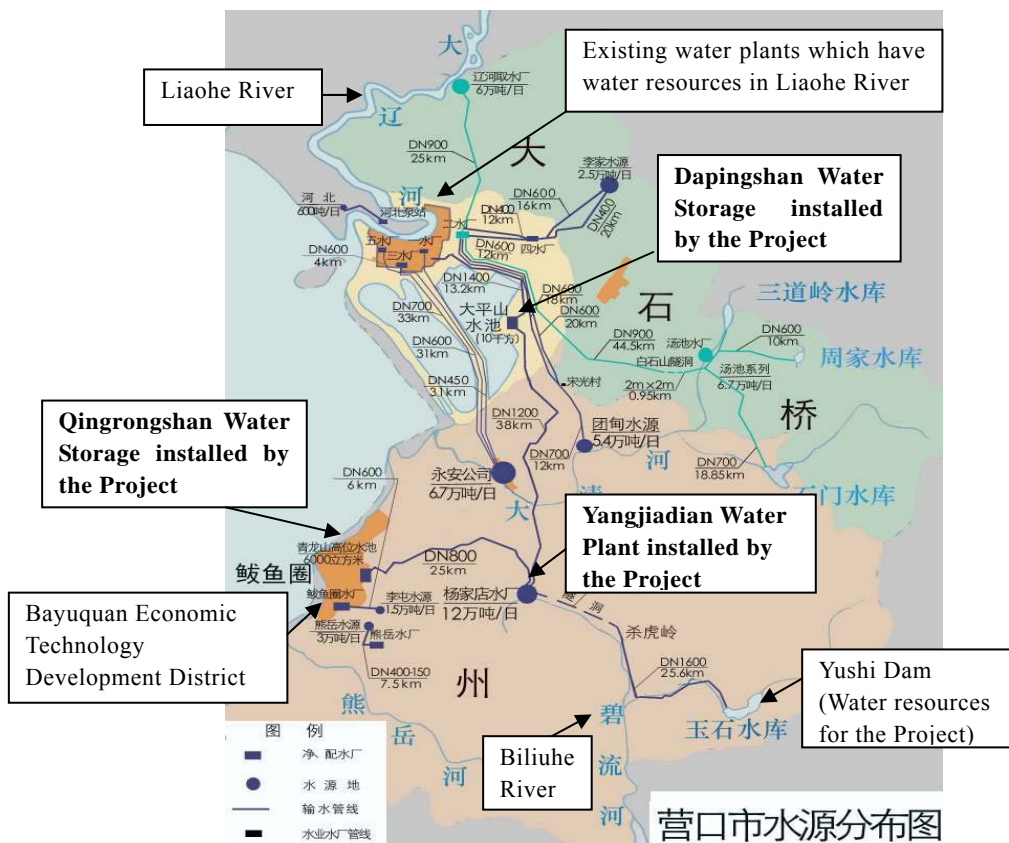 大
Existing water plants which have
water resources in Liaohe River
Liaohe River
辽河取水厂
6万吨/日
辽
DN900
25km
大
李家水源
2.5万吨/日
Dapingshan Water
Storage installed
by the Project
河北
600吨/日
河
河北泵站
DN600
16km
DN400
20km
DN400
12km
二水厂
四水厂
五水厂
一水厂
三水厂
DN600
12km
DN600
4km
DN1400
13.2km
DN600
18km
DN700
33km
大平山
水池
(10千方)
DN600
20km
石
三道岭水库
DN600
31km
DN900
44.5km
汤池水厂
DN600
10km
周家水库
白石山隧洞
汤池系列
6.7万吨/日
DN450
31km
宋光村
2m×2m
0.95km
桥
Qingrongshan Water
Storage installed by
the Project
DN1200
38km
团甸水源
5.4万吨/日
DN600
6km
DN700
12km
河
DN700
18.85km
永安公司
6.7万吨/日
石门水库
大
清
Yangjiadian Water
Plant installed by
the Project
青龙山高位水池
6000立方米
DN800
25km
鲅鱼圈
鲅鱼圈水厂
李屯水源
1.5万吨/日
杨家店水厂
12万吨/日
隧洞
杀虎岭
Bayuquan Economic
Technology
Development District
熊岳水源
3万吨/日
熊岳水厂
DN400-150
7.5km
州
DN1600
25.6km
Yushi Dam
(Water resources
for the Project)
玉石水库
熊
岳
河
碧
流
河
Biliuhe
River
图 例
净、配水厂
水源地
输水管线
水业水厂管线
营口市水源分布图